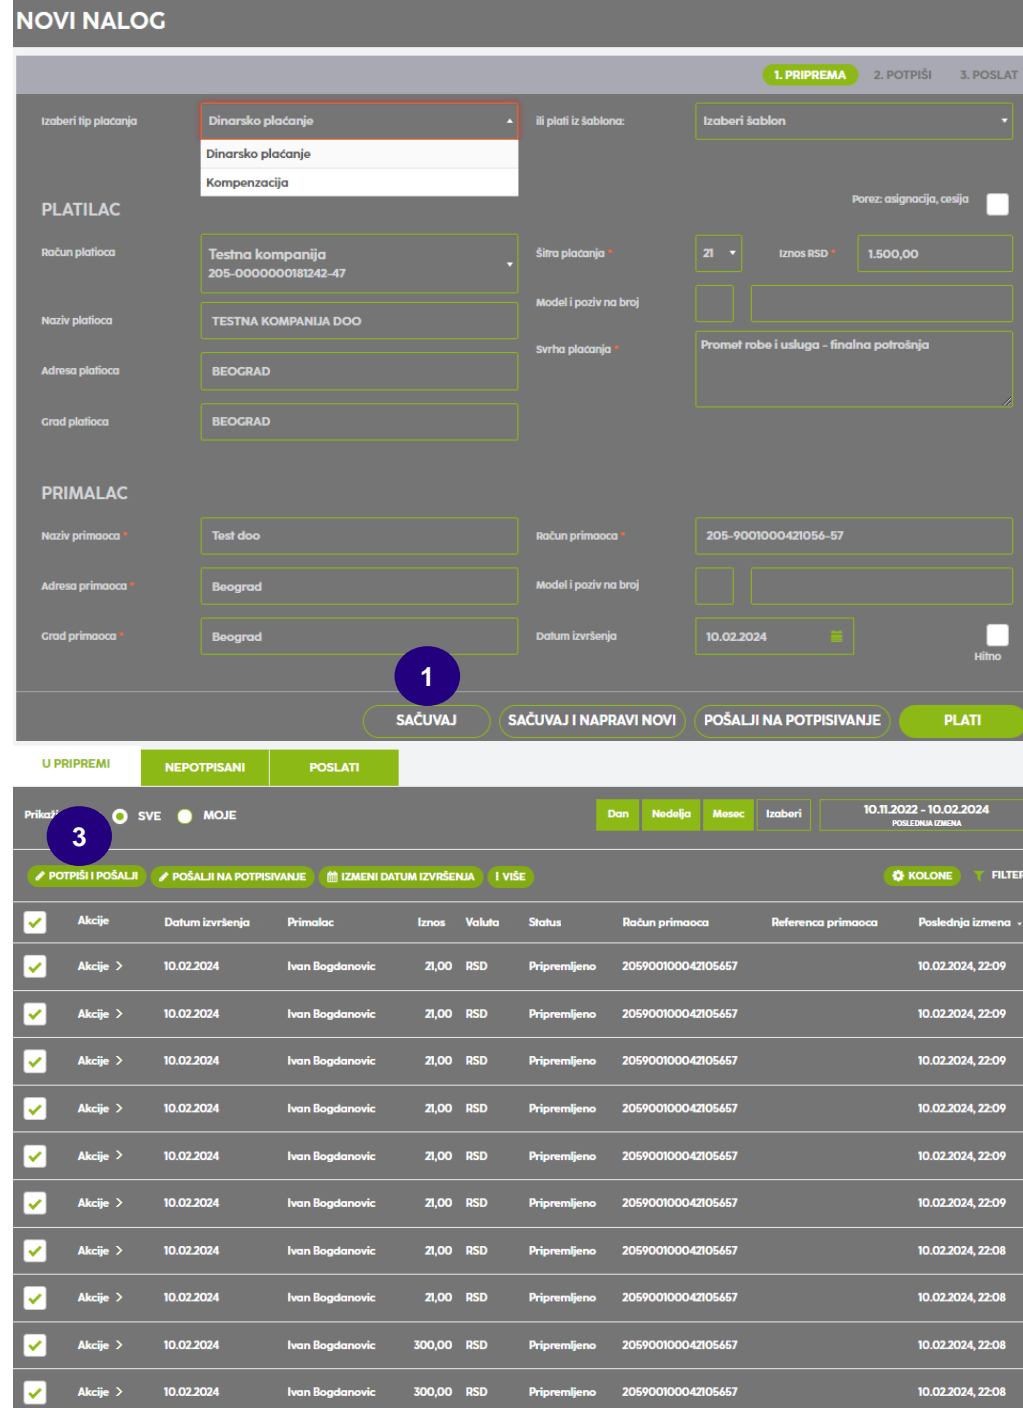 NOVI NALOG
1. PRIPREMA 2. POTPIŠI 3. POSLAT
Izaberi tip plaćanja Dinarsko plaćanje ili plati iz šablona: Izaberi šablon
Dinarsko plaćanje
Kompenzacija
Porez: asignacija, cesija
PLATILAC
Račun platioca Testna kompanija Šifra plaćanja * 21 Iznos RSD * 1.500,00
205-0000000181242-47
Model i poziv na broj
Naziv platioca TESTNA KOMPANIJA DOO
Svrha plaćanja * Promet robe i usluga - finalna potrošnja
Adresa platioca BEOGRAD
Grad platioca BEOGRAD
PRIMALAC
Naziv primaoca * Test doo Račun primaoca * 205-9001000421056-57
Adresa primaoca * Beograd Model i poziv na broj
Grad primaoca * Beograd Datum izvršenja 10.02.2024
Hitno
1
SAČUVAJ SAČUVAJ I NAPRAVI NOVI POŠALJI NA POTPISIVANJE PLATI
U PRIPREMI NEPOTPISANI POSLATI
SVE MOJE Dan Nedelja Mesec Izaberi 10.11.2022 - 10.02.2024
POSLEDNJA IZMENA
3
POTPIŠI I POŠALJI POŠALJI NA POTPISIVANJE IZMENI DATUM IZVRŠENJA VIŠE KOLONE FILTER
Akcije Datum izvršenja Primalac Iznos Valuta Status Račun primaoca Referenca primaoca Poslednja izmena
Akcije > 10.02.2024 Ivan Bogdanovic 21,00 RSD Pripremljeno 205900100042105657 10.02.2024, 22:09
Akcije > 10.02.2024 Ivan Bogdanovic 21,00 RSD Pripremljeno 205900100042105657 10.02.2024, 22:09
Akcije > 10.02.2024 Ivan Bogdanovic 21,00 RSD Pripremljeno 205900100042105657 10.02.2024, 22:09
Akcije > 10.02.2024 Ivan Bogdanovic 21,00 RSD Pripremljeno 205900100042105657 10.02.2024, 22:09
Akcije > 10.02.2024 Ivan Bogdanovic 21,00 RSD Pripremljeno 205900100042105657 10.02.2024, 22:09
Akcije > 10.02.2024 Ivan Bogdanovic 21,00 RSD Pripremljeno 205900100042105657 10.02.2024, 22:09
Akcije > 10.02.2024 Ivan Bogdanovic 21,00 RSD Pripremljeno 205900100042105657 10.02.2024, 22:08
Akcije > 10.02.2024 Ivan Bogdanovic 21,00 RSD Pripremljeno 205900100042105657 10.02.2024, 22:08
Akcije > 10.02.2024 Ivan Bogdanovic 300,00 RSD Pripremljeno 205900100042105657 10.02.2024, 22:08
Akcije > 10.02.2024 Ivan Bogdanovic 300,00 RSD Pripremljeno 205900100042105657 10.02.2024, 22:08